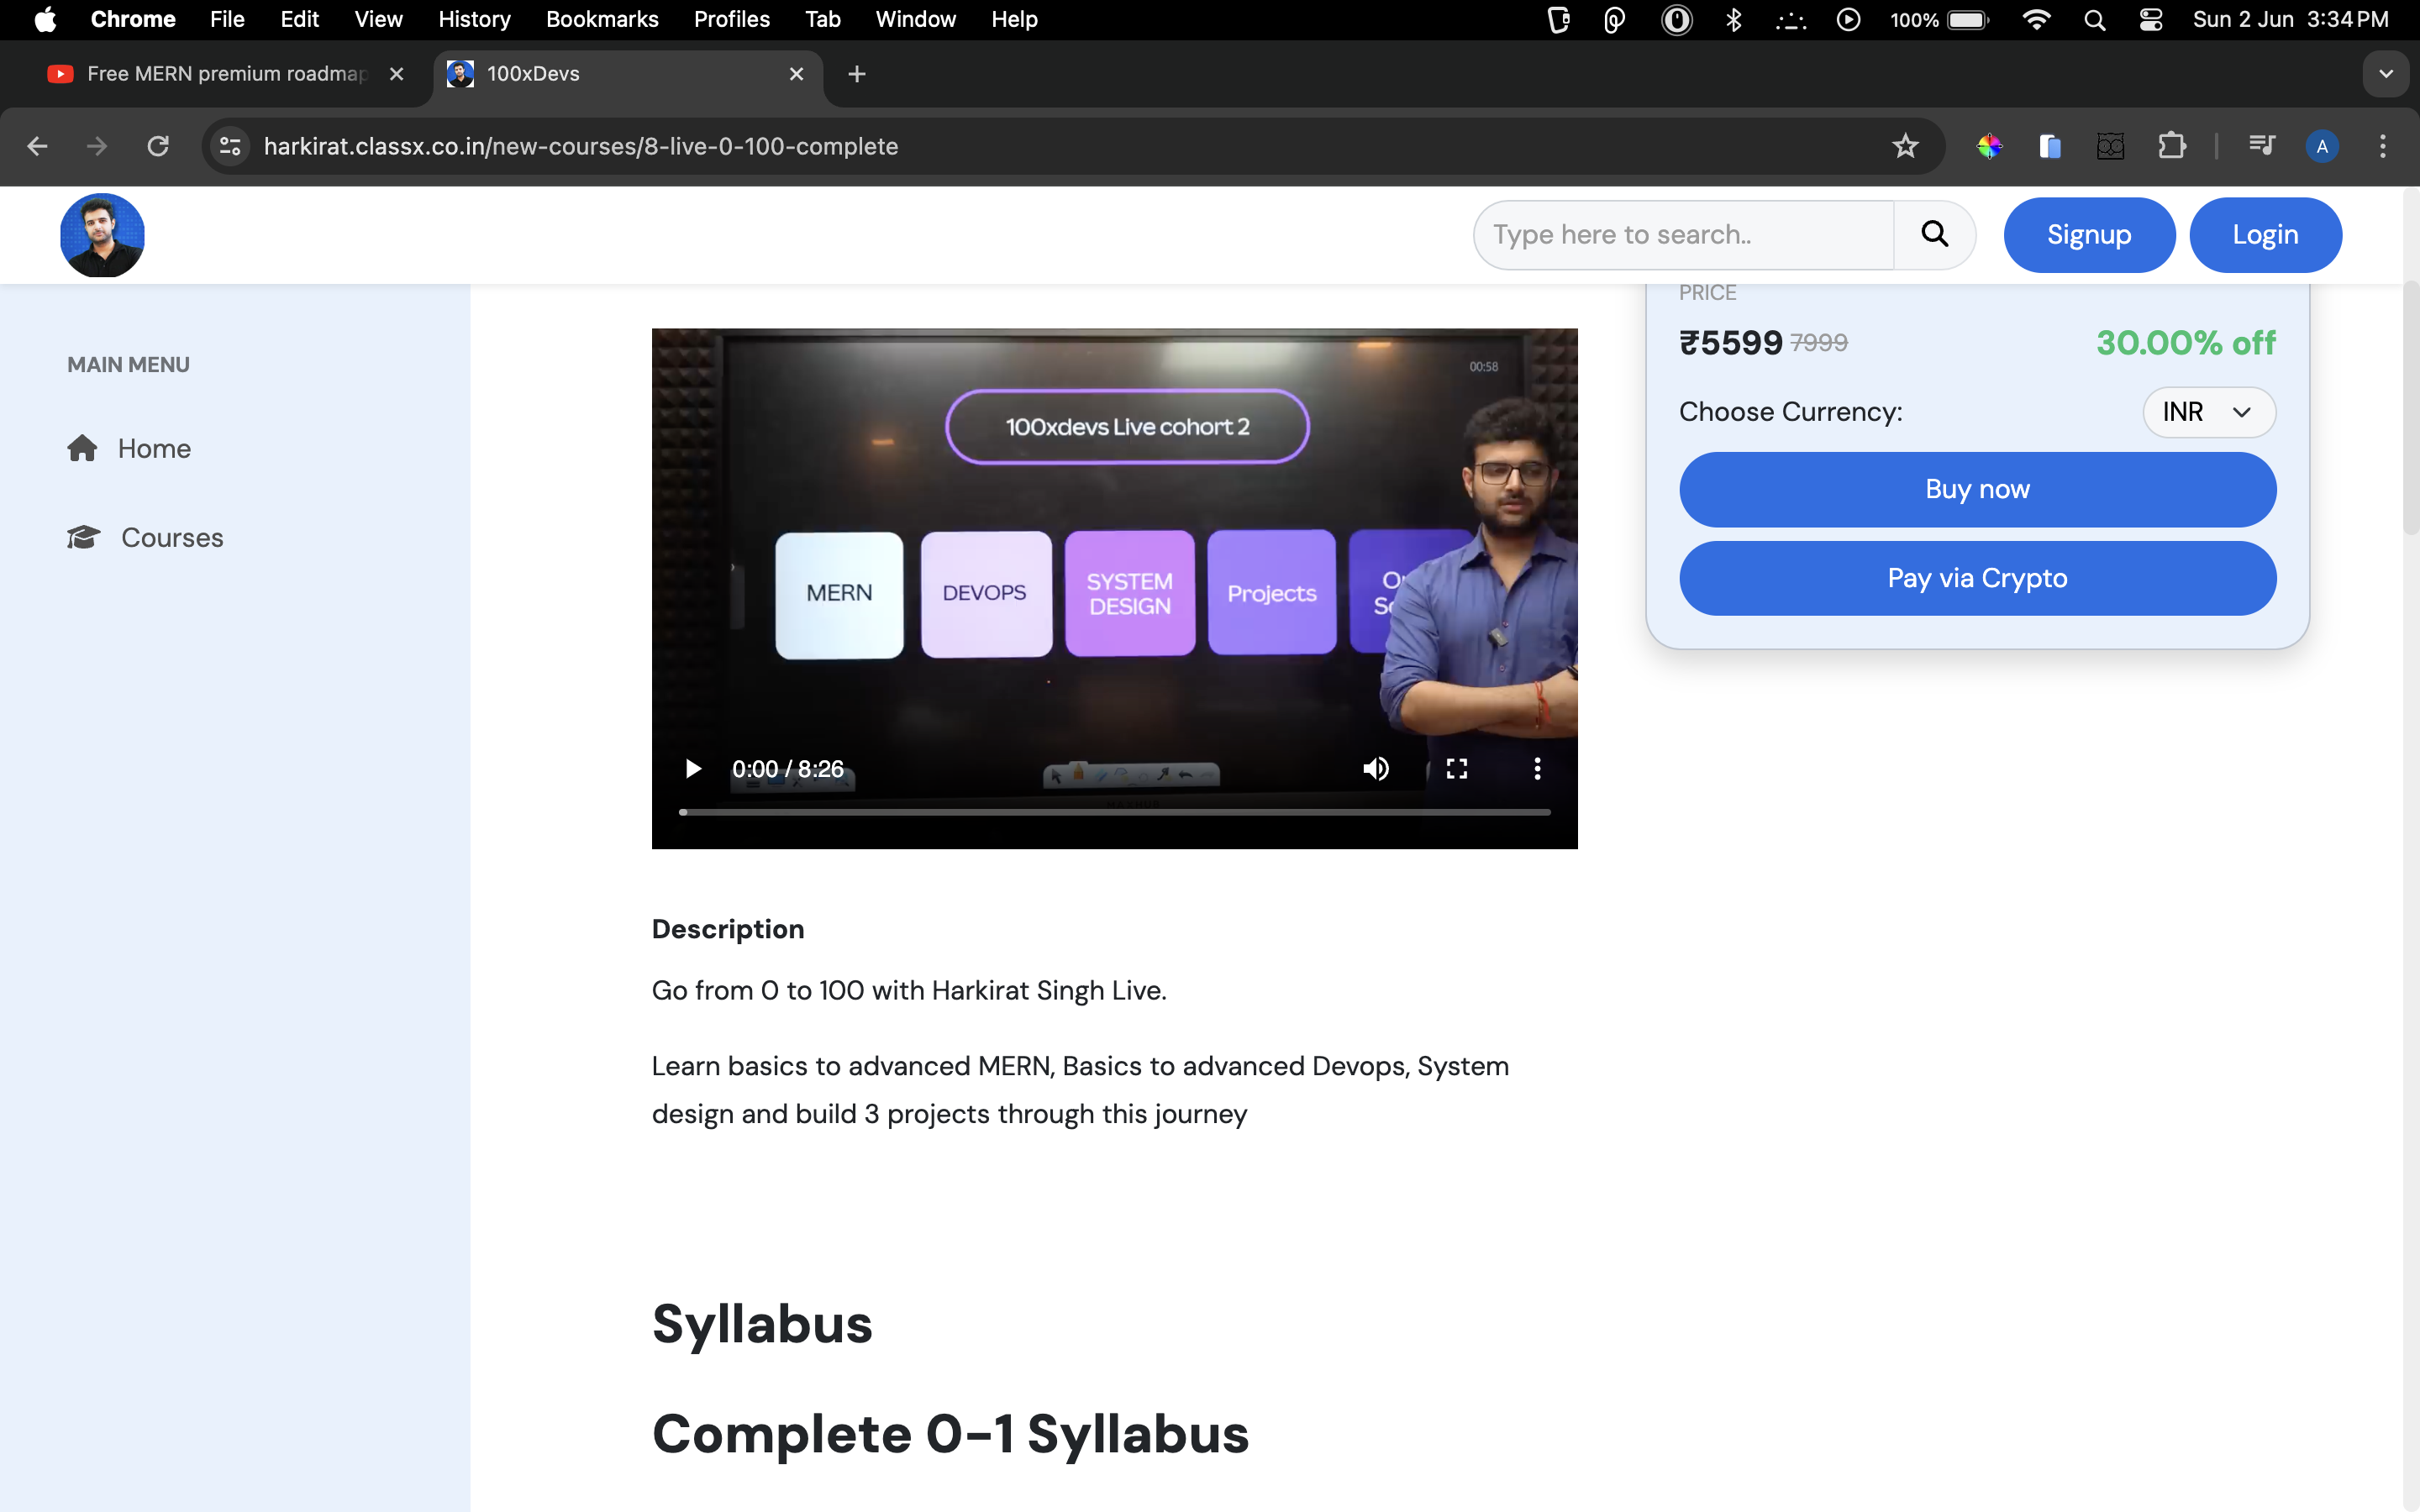 Chrome File Edit View History Bookmarks Profiles Tab Window Help 100% Sun 2 Jun 3:34 PM
Free MERN premium roadmap 100xDevs
harkirat.classx.co.in/new-courses/8-live-0-100-complete A
Type here to search.. Signup Login
MAIN MENU
Home
Courses
00:58
100xdevs Live cohort 2
MERN DEVOPS SYSTEM DESIGN Projects
0:00 / 8:26
PRICE
₹5599 7999 30.00% off
Choose Currency: INR
Buy now
Pay via Crypto
Description
Go from 0 to 100 with Harkirat Singh Live.
Learn basics to advanced MERN, Basics to advanced Devops, System
design and build 3 projects through this journey
Syllabus
Complete 0-1 Syllabus